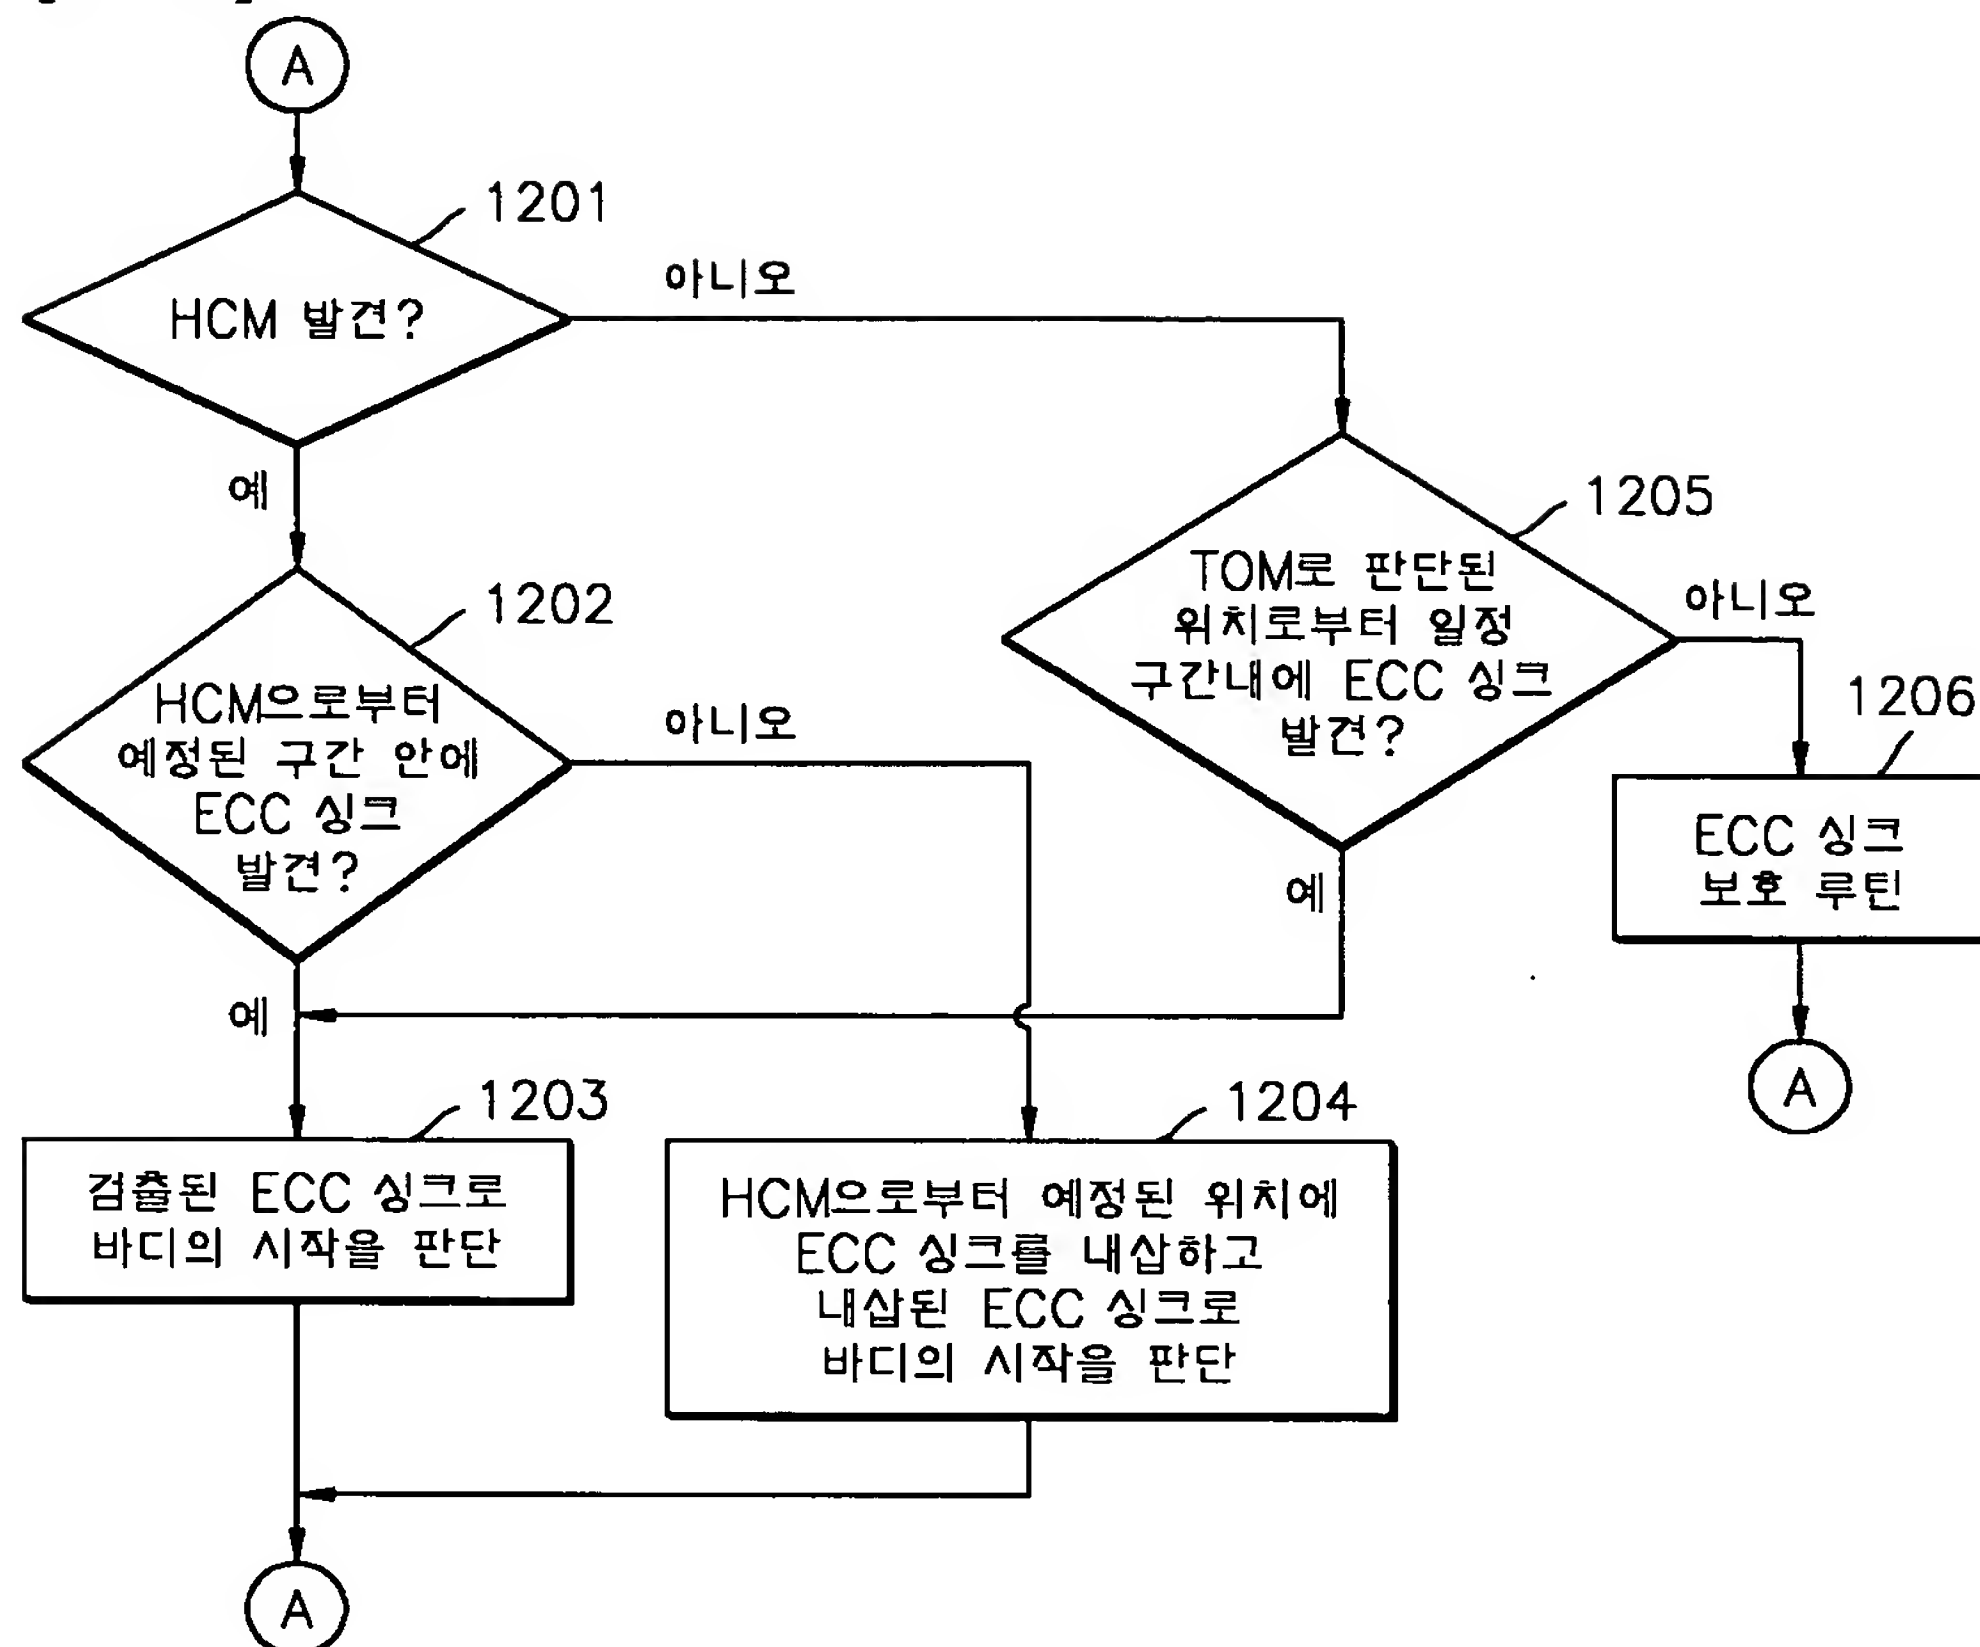 A
1201
HCM 발견?
아니오
예
1202
HCM으로부터
예정된 구간 안에
ECC 싱크
발견?
아니오
예
1205
TOM로 판단된
위치로부터 일정
구간내에 ECC 싱크
발견?
아니오
예
1206
ECC 싱크
보호 루틴
A
1203
검출된 ECC 싱크로
바디의 시작을 판단
1204
HCM으로부터 예정된 위치에
ECC 싱크를 내삽하고
내삽된 ECC 싱크로
바디의 시작을 판단
A